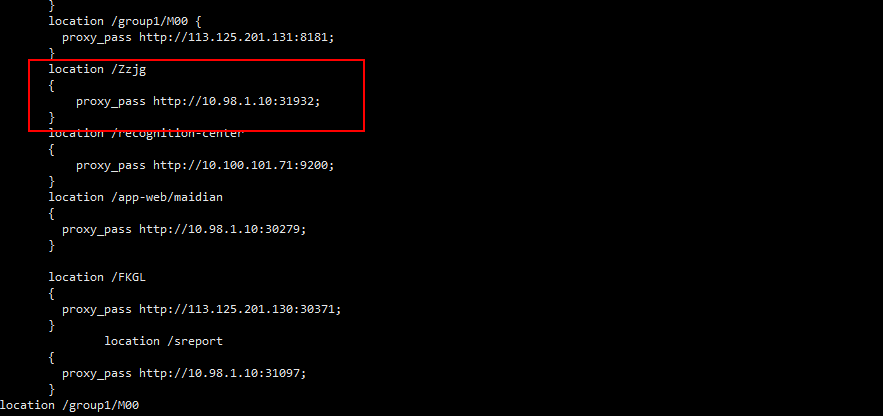 }
location /group1/M00 {
proxy_pass http://113.125.201.131:8181;
}
location /Zzjg
{
proxy_pass http://10.98.1.10:31932;
}
location /recognition-center
{
proxy_pass http://10.100.101.71:9200;
}
location /app-web/maidian
{
proxy_pass http://10.98.1.10:30279;
}
location /FKGL
{
proxy_pass http://113.125.201.130:30371;
}
location /sreport
{
proxy_pass http://10.98.1.10:31097;
}
location /group1/M00